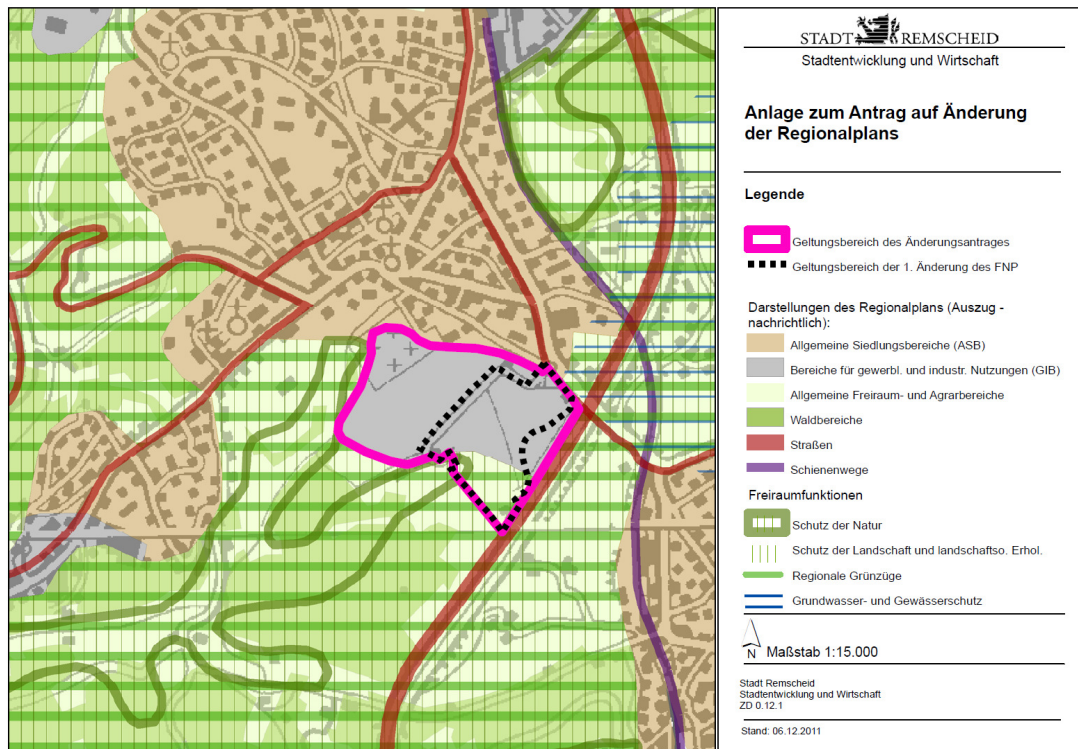 STADT REMSCHEID
Stadtentwicklung und Wirtschaft
Anlage zum Antrag auf Änderung
der Regionalplans
Legende
Geltungsbereich des Änderungsantrages
Geltungsbereich der 1. Änderung des FNP
Darstellungen des Regionalplans (Auszug -
nachrichtlich):
Allgemeine Siedlungsbereiche (ASB)
Bereiche für gewerbl. und industr. Nutzungen (GIB)
Allgemeine Freiraum- und Agrarbereiche
Waldbereiche
Straßen
Schienenwege
Freiraumfunktionen
Schutz der Natur
Schutz der Landschaft und landschaftso. Erhol.
Regionale Grünzüge
Grundwasser- und Gewässerschutz
N Maßstab 1:15.000
Stadt Remscheid
Stadtentwicklung und Wirtschaft
ZD 0.12.1
Stand: 06.12.2011